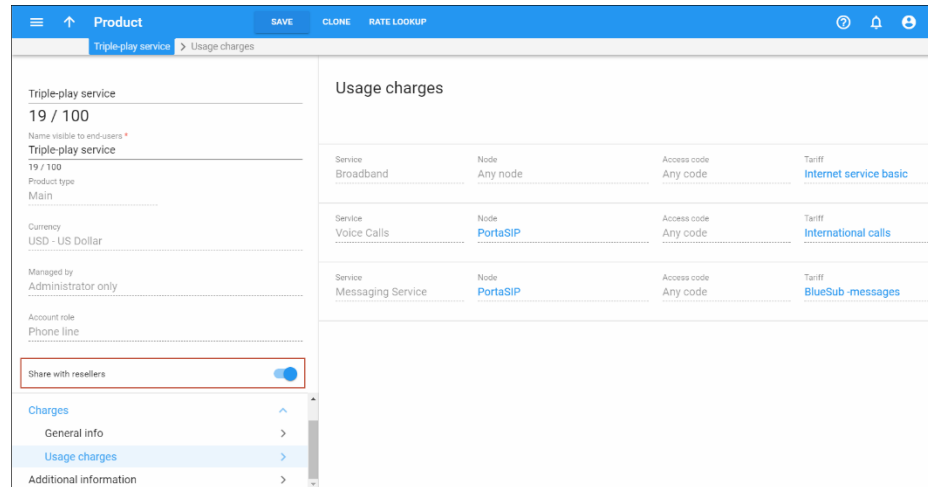 Product SAVE CLONE RATE LOOKUP
Triple-play service Usage charges
Triple-play service
19 / 100
Name visible to end-users *
Triple-play service
19 / 100
Product type
Main
Currency
USD - US Dollar
Managed by
Administrator only
Account role
Phone line
Share with resellers
Charges
General info
Usage charges
Additional information
Usage charges
Service Node Access code Tariff
Broadband Any node Any code Internet service basic
Service Node Access code Tariff
Voice Calls PortaSIP Any code International calls
Service Node Access code Tariff
Messaging Service PortaSIP Any code BlueSub -messages